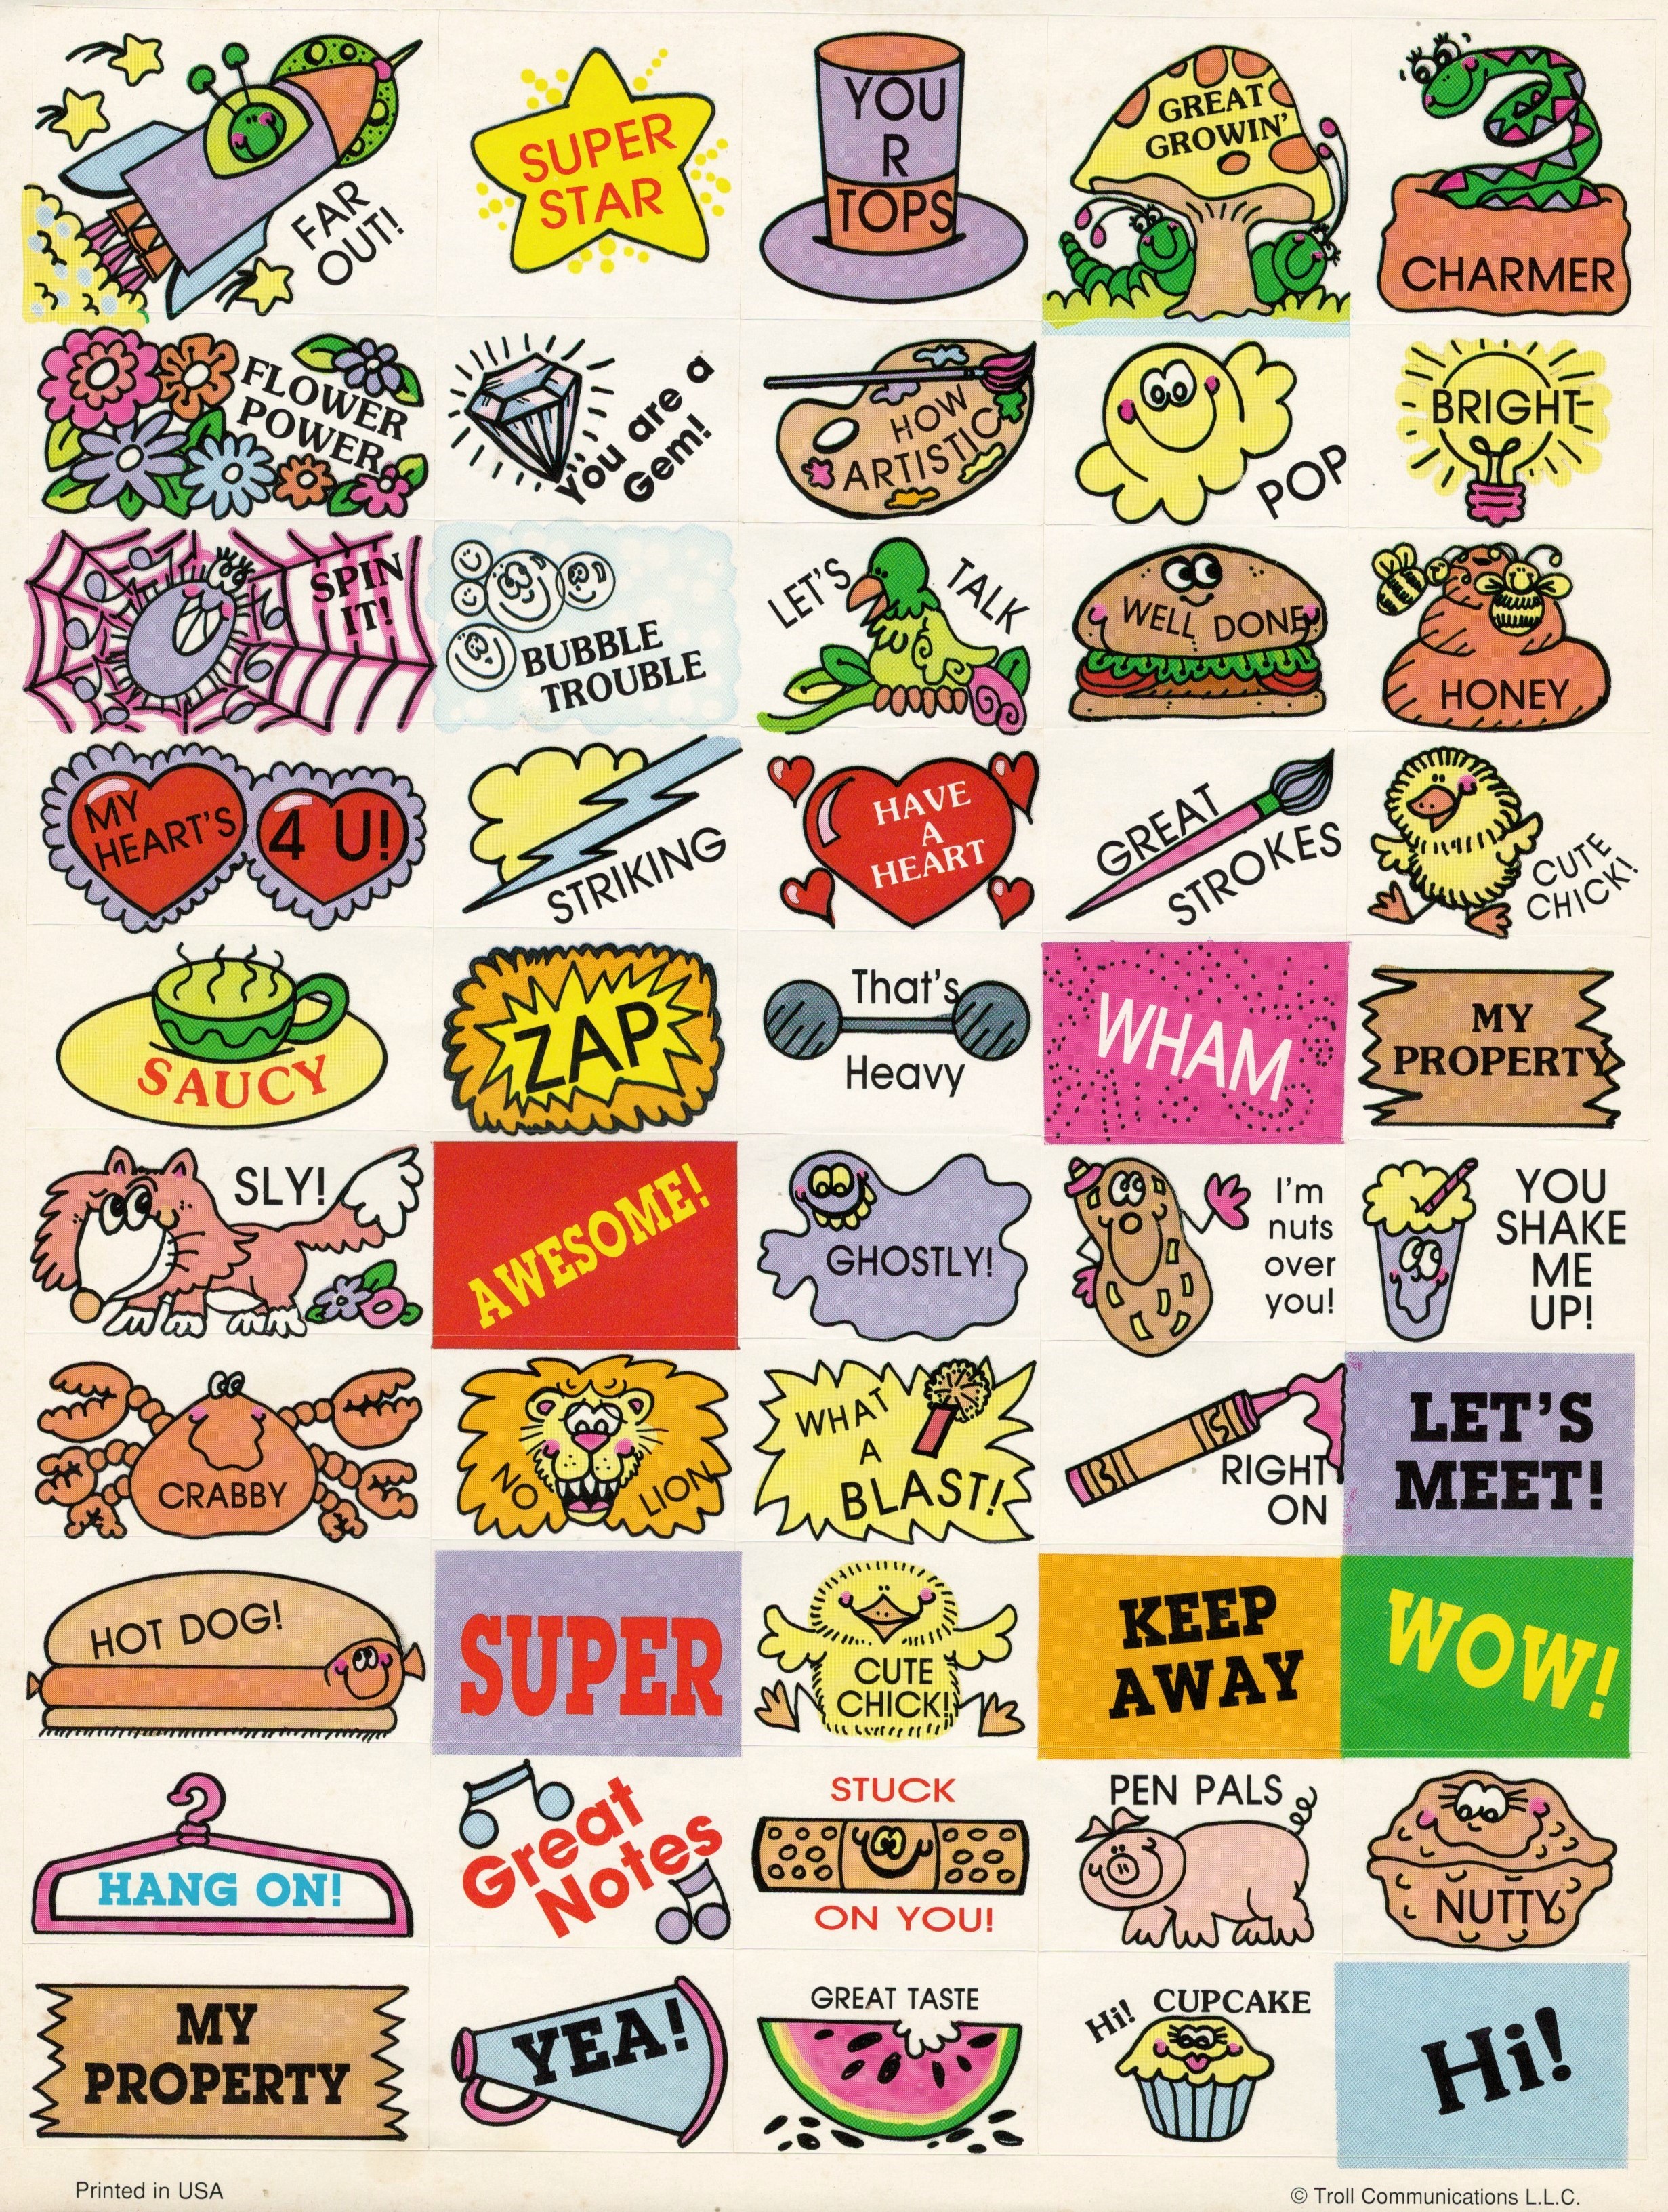 FAR
OUT!
SUPER
STAR
YOU
R
TOPS
GREAT
GROWIN'
CHARMER
FLOWER
POWER
You are a
Gem!
HOW
ARTISTIC
POP
BRIGHT
SPIN
IT!
BUBBLE
TROUBLE
LET'S TALK
WELL DONE
HONEY
MY
HEART'S
4 U!
STRIKING
HAVE
A
HEART
GREAT
STROKES
CUTE
CHICK!
SAUCY
ZAP
That's
Heavy
WHAM
MY
PROPERTY
SLY!
AWESOME!
GHOSTLY!
I'm
nuts
over
you!
YOU
SHAKE
ME
UP!
CRABBY
NO LION
WHAT
A
BLAST!
RIGHT
ON
LET'S
MEET!
HOT DOG!
SUPER
CUTE
CHICK!
KEEP
AWAY
WOW!
HANG ON!
Great
Notes
STUCK
ON YOU!
PEN PALS
NUTTY
MY
PROPERTY
YEA!
GREAT TASTE
Hi! CUPCAKE
Hi!
Printed in USA
© Troll Communications L.L.C.